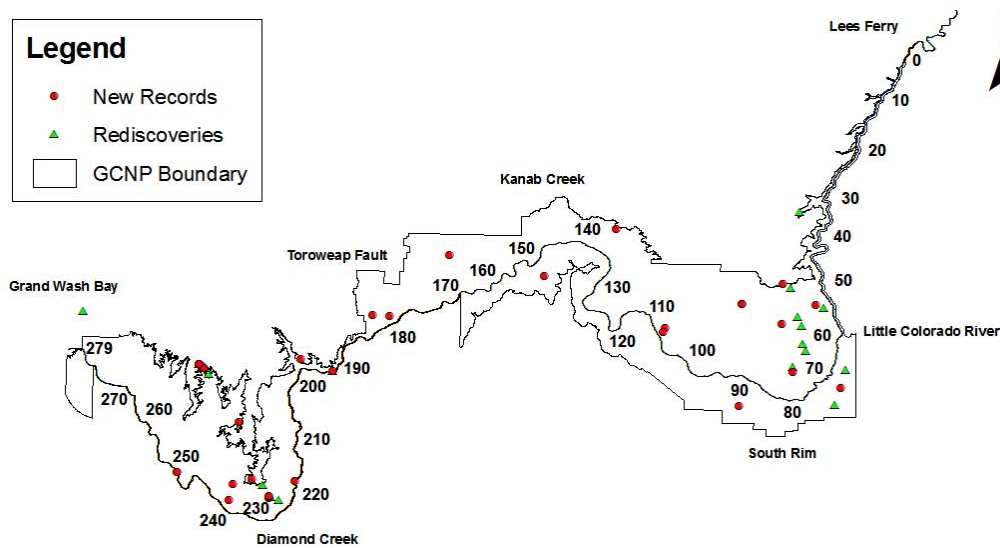 Legend
New Records
Rediscoveries
GCNP Boundary
Lees Ferry
0
10
20
30
40
50
60
Little Colorado River
70
80
South Rim
90
100
110
120
130
140
Kanab Creek
150
160
170
180
Toroweap Fault
190
200
210
220
230
Diamond Creek
240
250
260
270
279
Grand Wash Bay